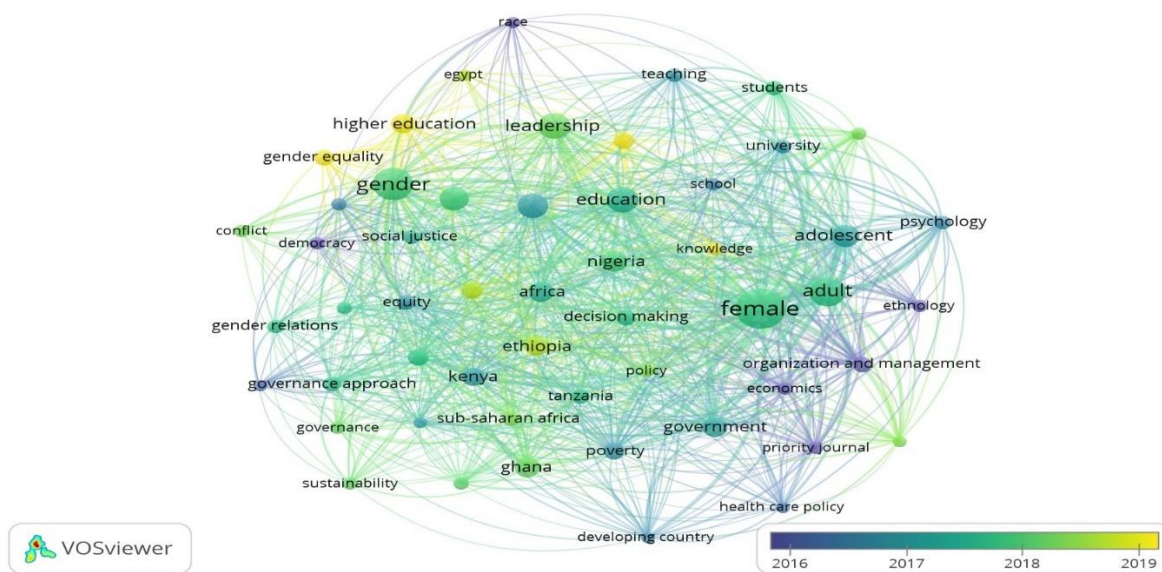 race
egypt
teaching
students
higher education
leadership
university
gender equality
gender
school
education
psychology
conflict
democracy
social justice
adolescent
knowledge
nigeria
equity
africa
adult
female
ethnology
gender relations
decision making
ethiopia
organization and management
governance approach
kenya
policy
economics
tanzania
governance
sub-saharan africa
government
priority journal
poverty
ghana
sustainability
health care policy
developing country
VOSviewer
2016 2017 2018 2019